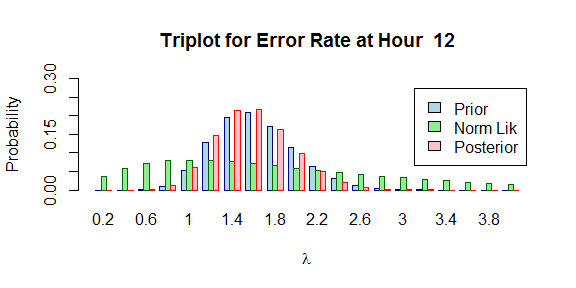 Triplot for Error Rate at Hour  12
Probability
0.30
0.15
0.00
Prior
Norm Lik
Posterior
0.2 0.6 1 1.4 1.8 2.2 2.6 3 3.4 3.8
λ